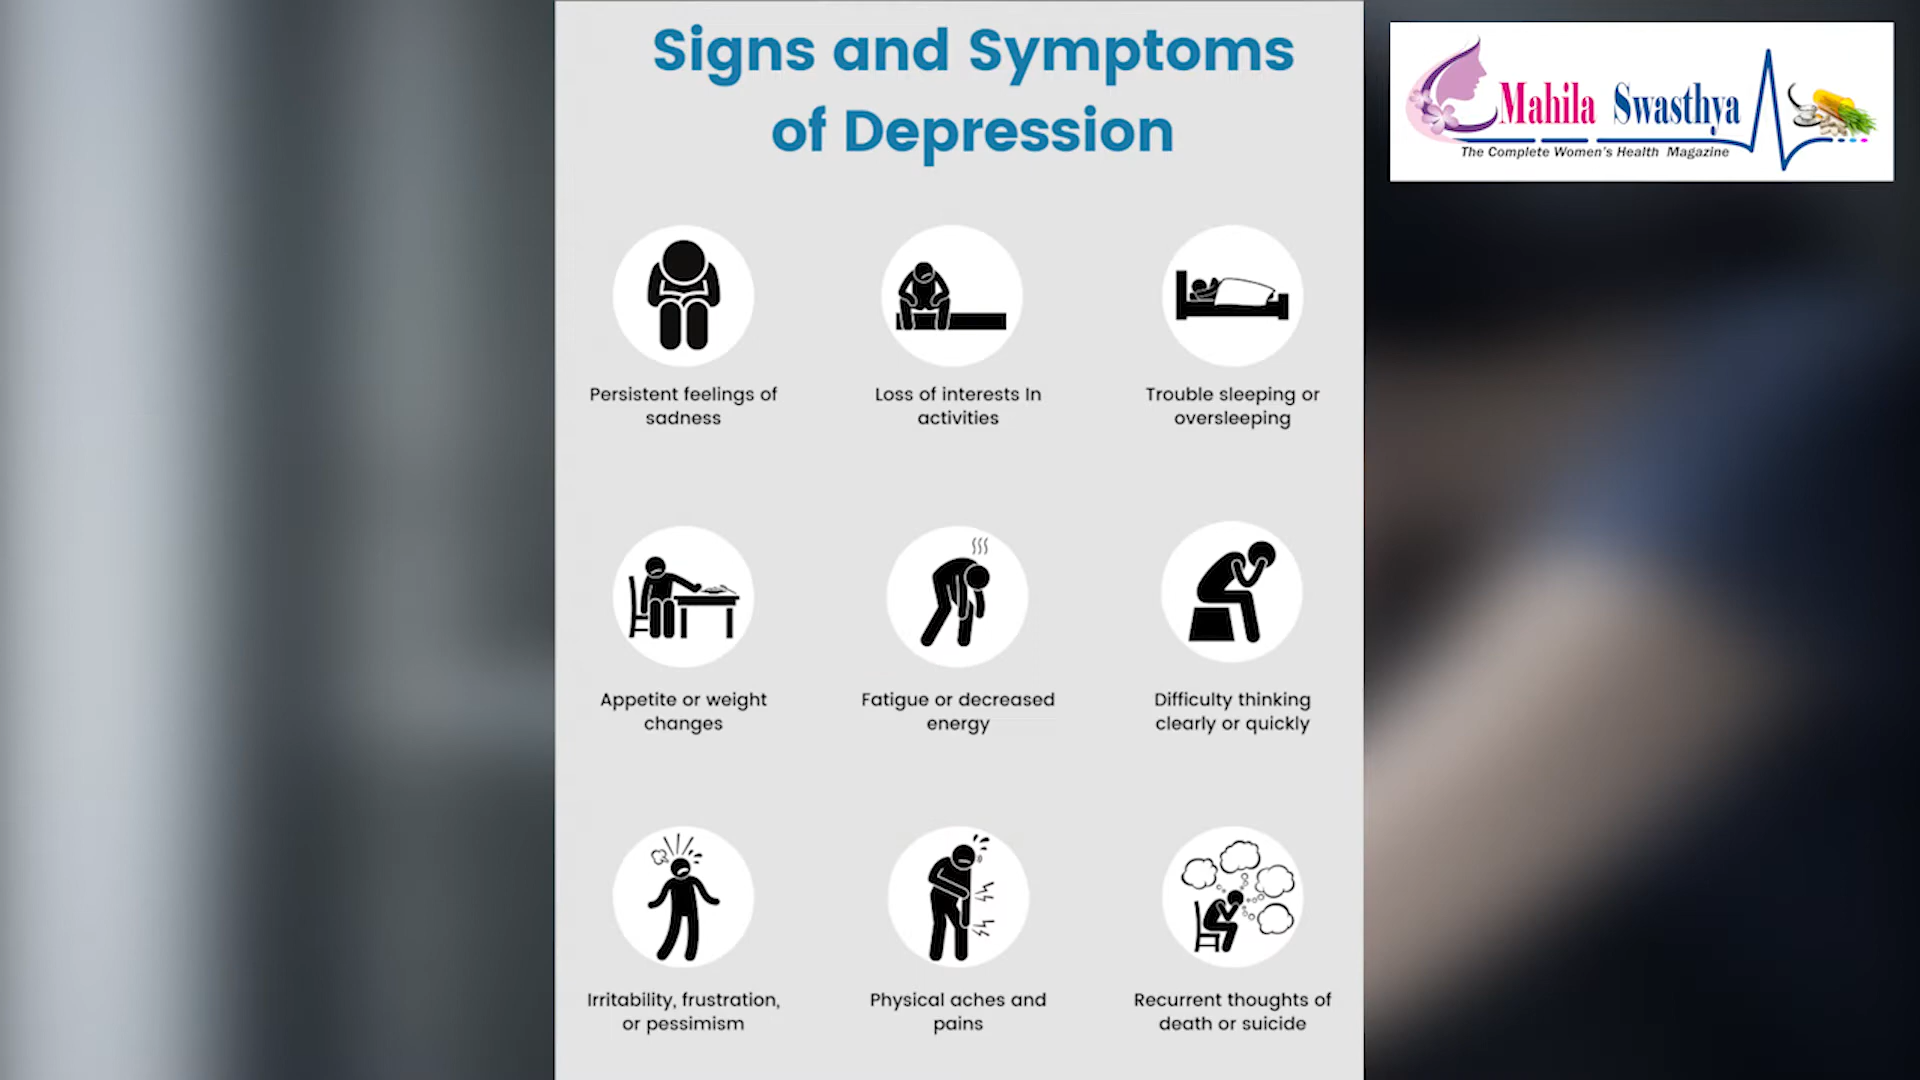 Signs and Symptoms
of Depression
Mahila Swasthya
The Complete Women's Health Magazine
Persistent feelings of
sadness
Loss of interests In
activities
Trouble sleeping or
oversleeping
Appetite or weight
changes
Fatigue or decreased
energy
Difficulty thinking
clearly or quickly
Irritability, frustration,
or pessimism
Physical aches and
pains
Recurrent thoughts of
death or suicide